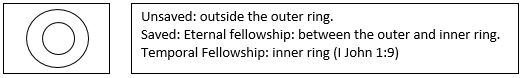 Unsaved: outside the outer ring.
Saved: Eternal fellowship: between the outer and inner ring.
Temporal Fellowship: inner ring (I John 1:9)